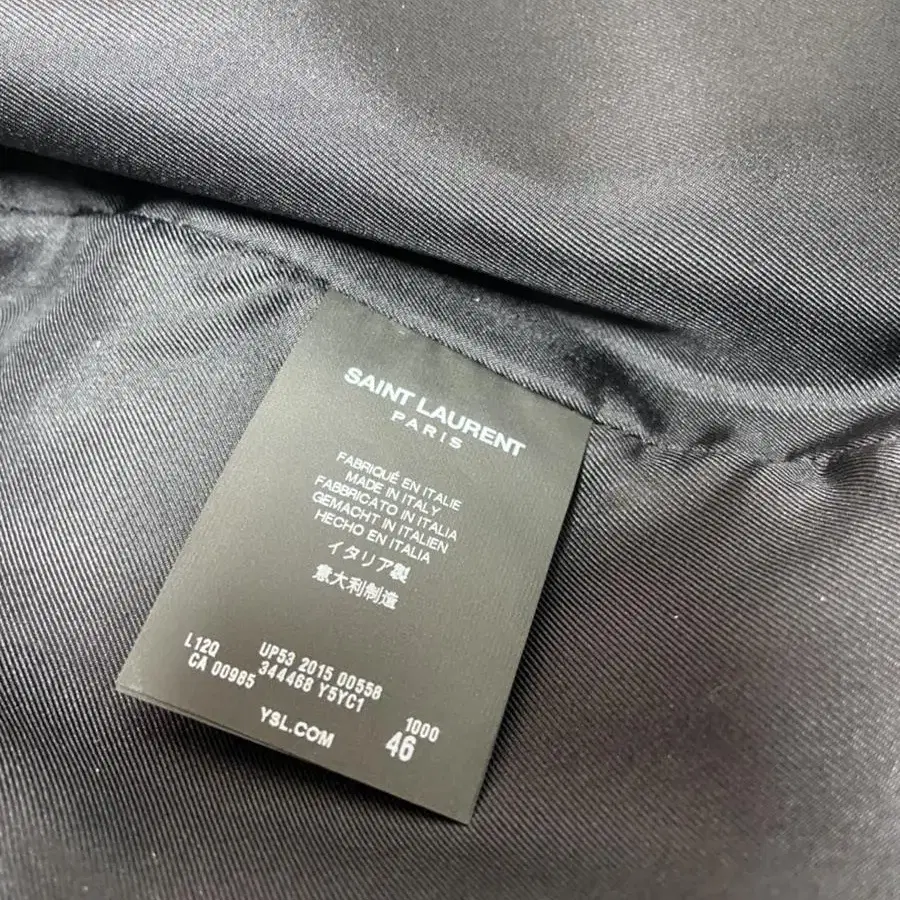 SAINT LAURENT
PARIS
FABRIQUÉ EN ITALIE
MADE IN ITALY
FABBRICATO IN ITALIA
GEMACHT IN ITALIEN
HECHO EN ITALIA
イタリア製
意大利制造
L12Q UP53 2015 00558
CA 00985 344468 Y5YC1
1000
YSL.COM 46